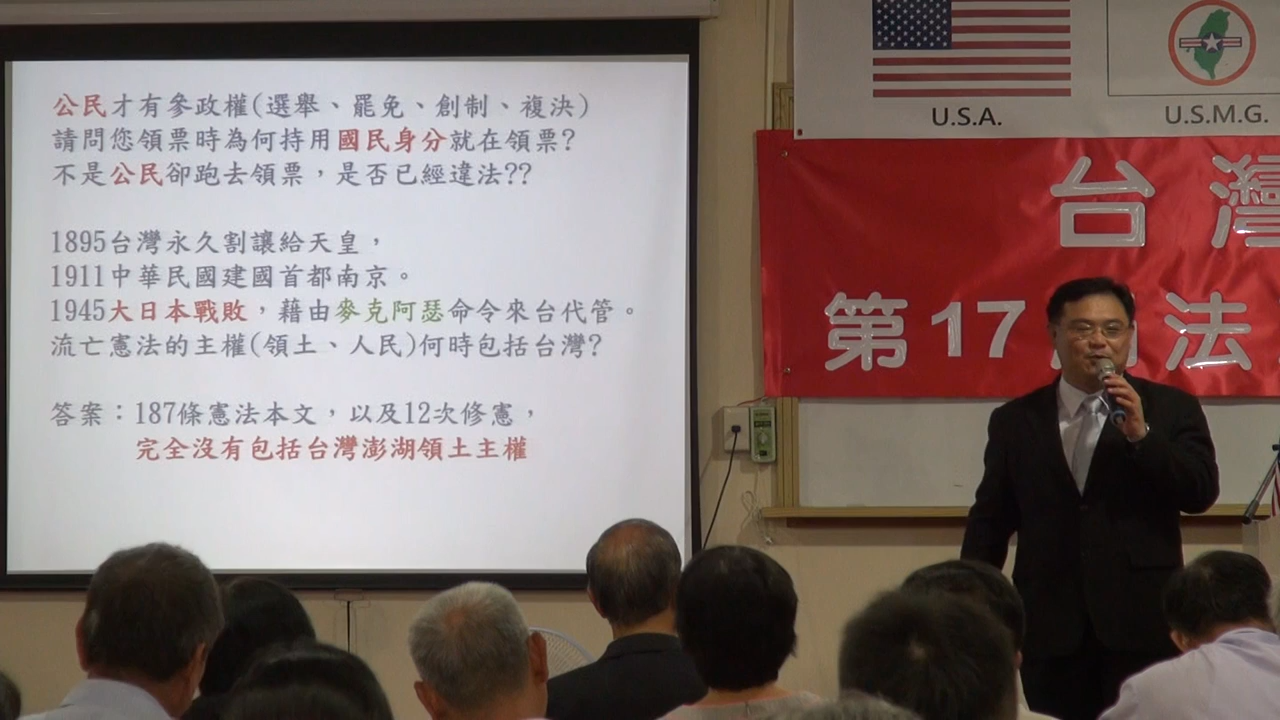 公民才有參政權(選舉、罷免、創制、複決)
請問您領票時為何持用國民身分就在領票?
不是公民卻跑去領票，是否已經違法??
1895台灣永久割讓給天皇，
1911中華民國建國首都南京。
1945大日本戰敗，藉由麥克阿瑟命令來台代管。
流亡憲法的主權(領土、人民)何時包括台灣?
答案：187條憲法本文，以及12次修憲，
完全沒有包括台灣澎湖領土主權
U.S.A.
U.S.M.G.
台灣
第17 法